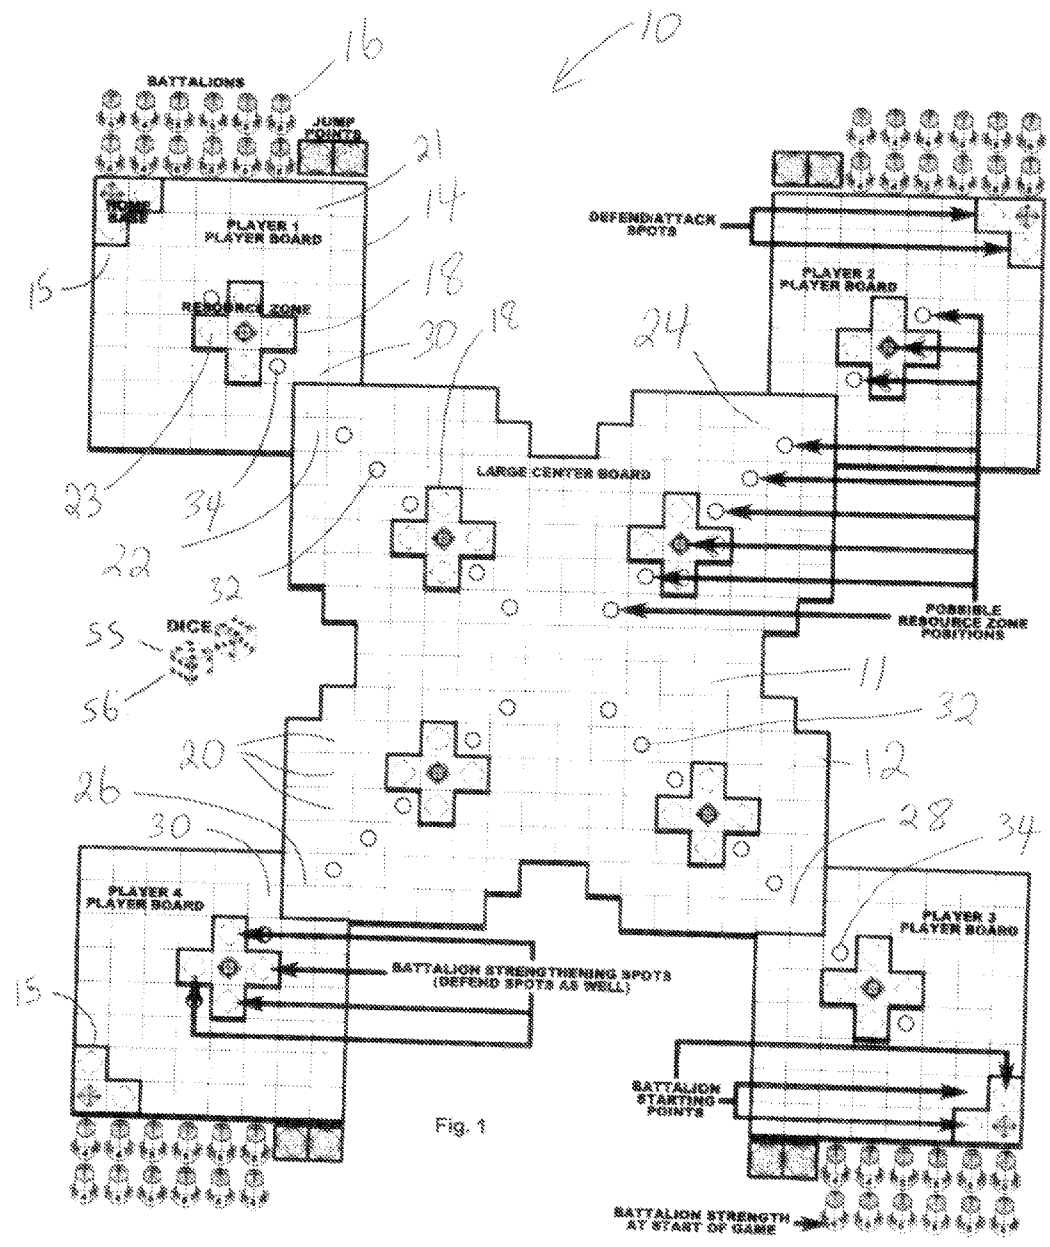 10
16
BATTALIONS
JUMP
POINTS
21
14
HOME
BASE
PLAYER 1
PLAYER BOARD
DEFEND/ATTACK
SPOTS
15
18
PLAYER 2
PLAYER BOARD
RESOURCE ZONE
30
18
24
LARGE CENTER BOARD
23
34
22
32
POSSIBLE
RESOURCE ZONE
POSITIONS
DICE
55
56
11
32
20
12
26
30
28
34
PLAYER 4
PLAYER BOARD
PLAYER 3
PLAYER BOARD
BATTALION STRENGTHENING SPOTS
(DEFEND SPOTS AS WELL)
15
BATTALION
STARTING
POINTS
Fig. 1
BATTALION STRENGTH
AT START OF GAME